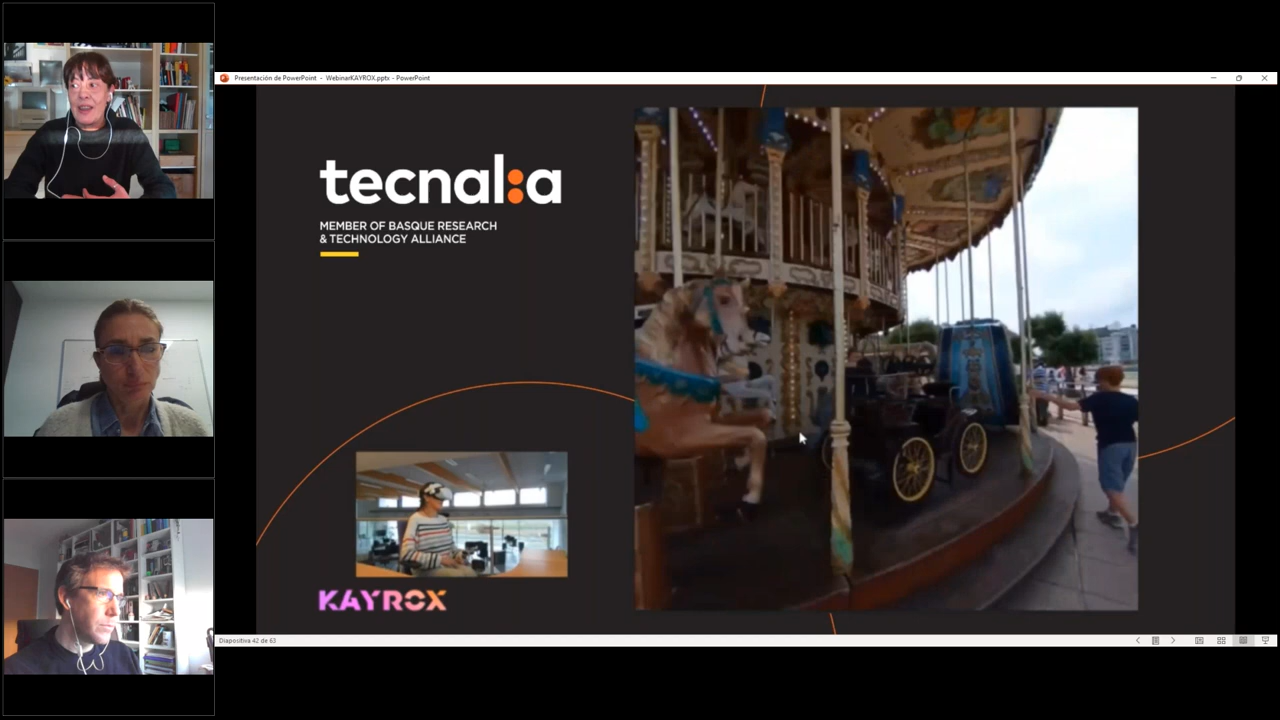 Presentación de PowerPoint - WebinarKAYROX.pptx - PowerPoint
tecnalia
MEMBER OF BASQUE RESEARCH
& TECHNOLOGY ALLIANCE
KAYROX
Diapositiva 42 de 63